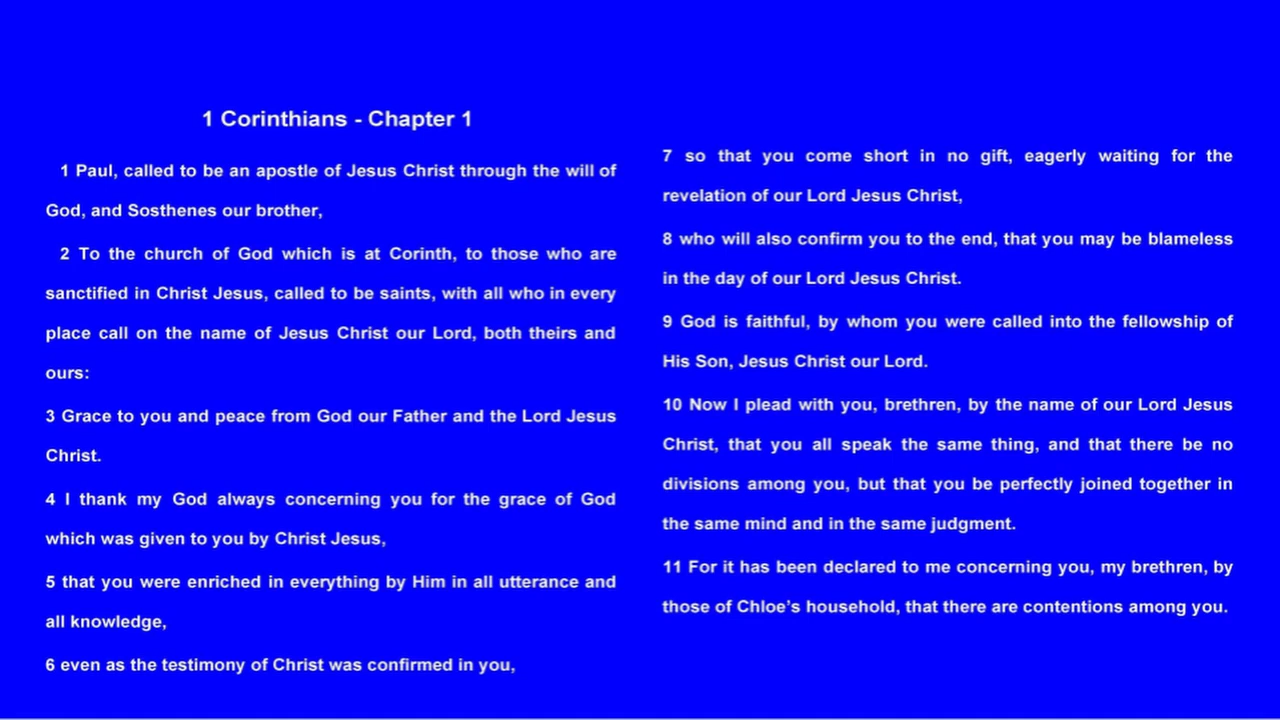 1 Corinthians - Chapter 1
1 Paul, called to be an apostle of Jesus Christ through the will of
God, and Sosthenes our brother,
2 To the church of God which is at Corinth, to those who are
sanctified in Christ Jesus, called to be saints, with all who in every
place call on the name of Jesus Christ our Lord, both theirs and
ours:
3 Grace to you and peace from God our Father and the Lord Jesus
Christ.
4 I thank my God always concerning you for the grace of God
which was given to you by Christ Jesus,
5 that you were enriched in everything by Him in all utterance and
all knowledge,
6 even as the testimony of Christ was confirmed in you,
7 so that you come short in no gift, eagerly waiting for the
revelation of our Lord Jesus Christ,
8 who will also confirm you to the end, that you may be blameless
in the day of our Lord Jesus Christ.
9 God is faithful, by whom you were called into the fellowship of
His Son, Jesus Christ our Lord.
10 Now I plead with you, brethren, by the name of our Lord Jesus
Christ, that you all speak the same thing, and that there be no
divisions among you, but that you be perfectly joined together in
the same mind and in the same judgment.
11 For it has been declared to me concerning you, my brethren, by
those of Chloe’s household, that there are contentions among you.